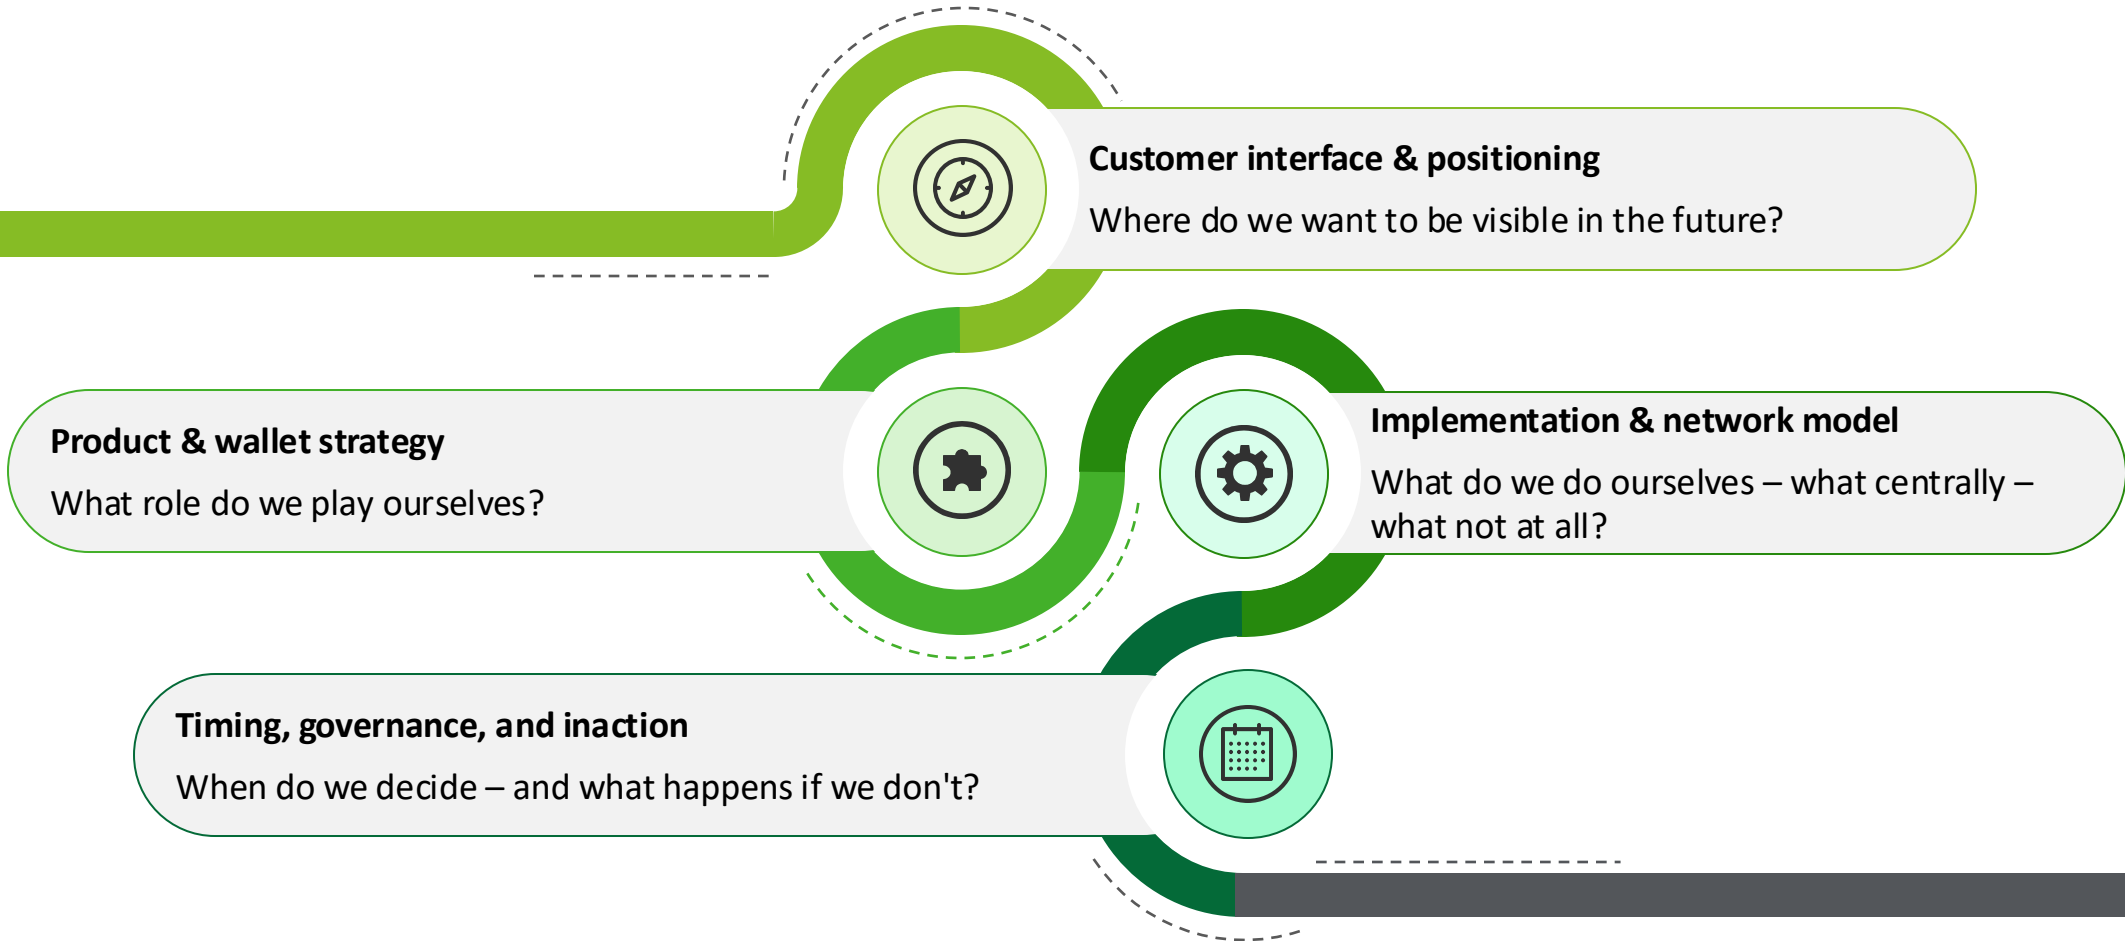 Customer interface & positioning
Where do we want to be visible in the future?
Product & wallet strategy
What role do we play ourselves?
Implementation & network model
What do we do ourselves – what centrally –
what not at all?
Timing, governance, and inaction
When do we decide – and what happens if we don't?